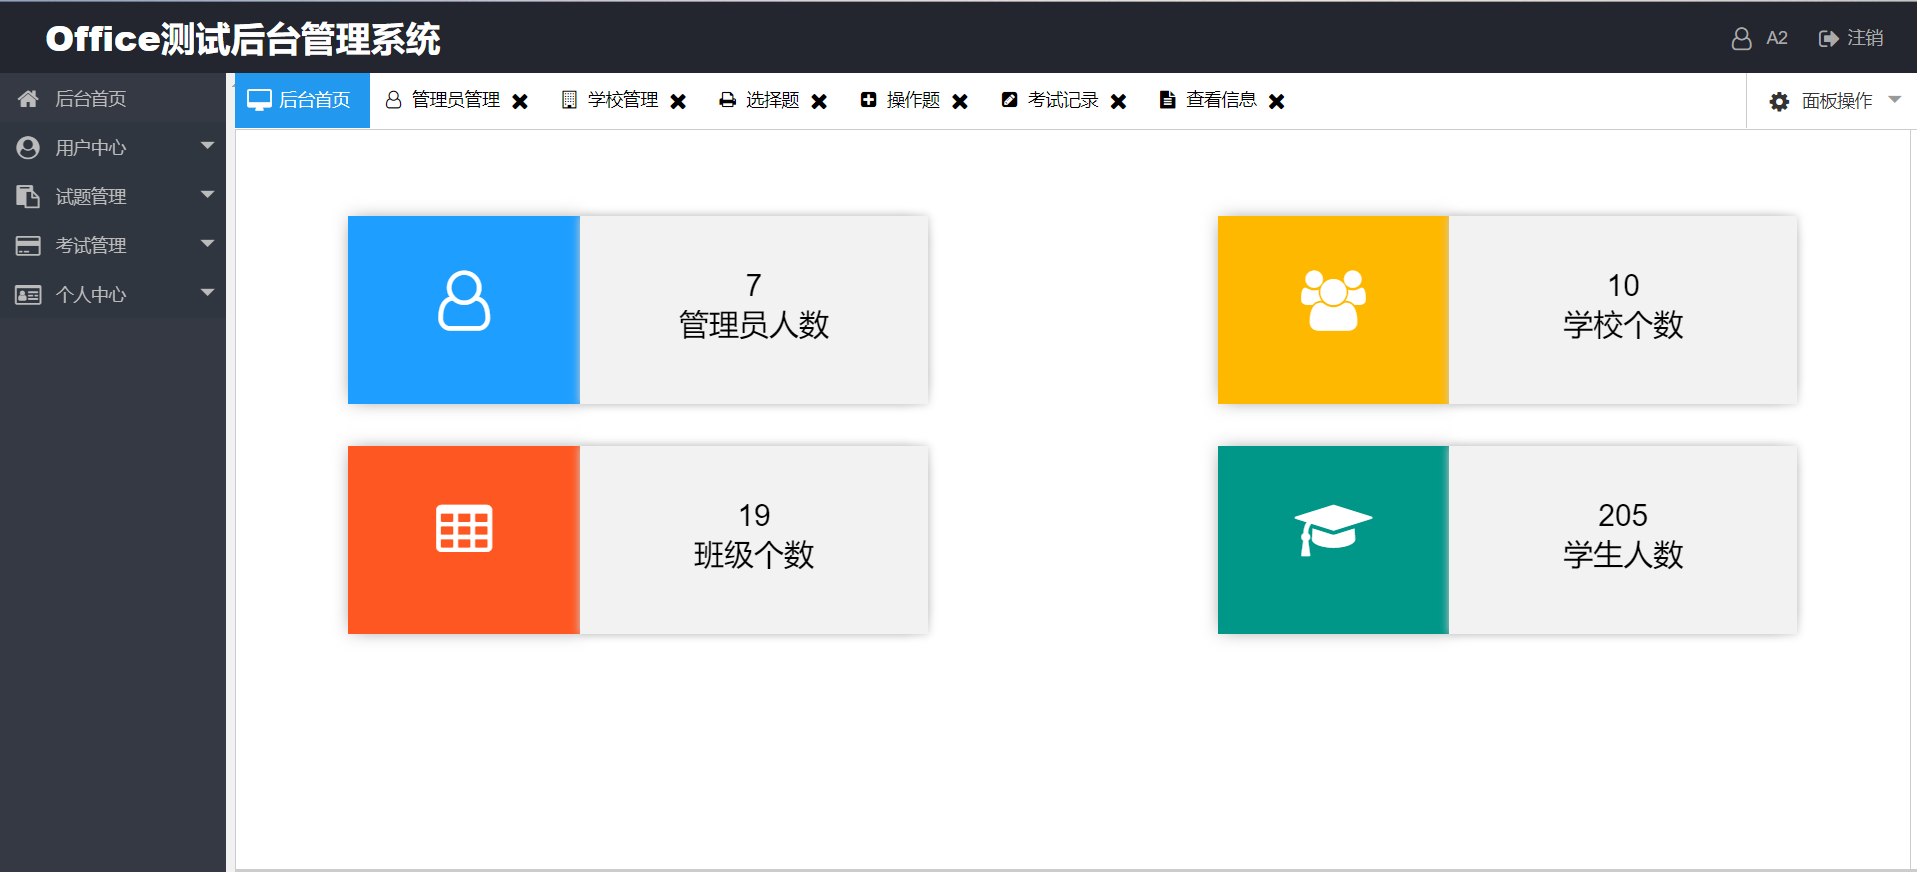 Office测试后台管理系统
A2 注销
后台首页
用户中心
试题管理
考试管理
个人中心
后台首页 管理员管理 学校管理 选择题 操作题 考试记录 查看信息 面板操作
7
管理员人数
10
学校个数
19
班级个数
205
学生人数